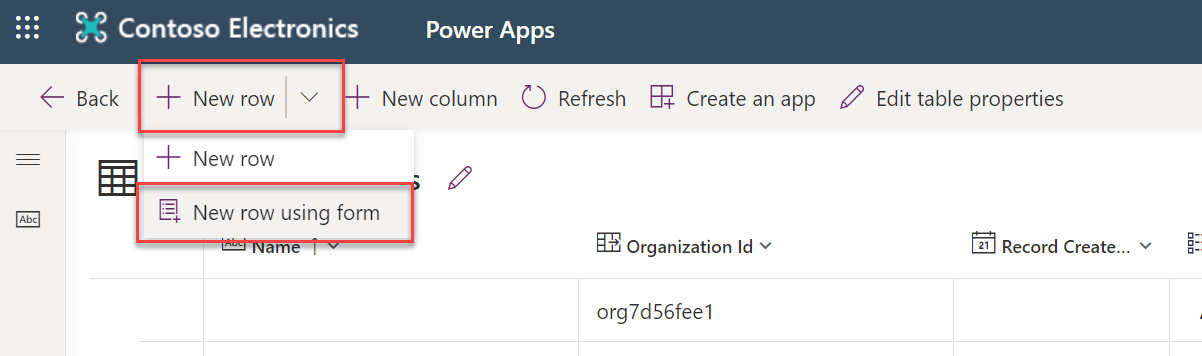 Contoso Electronics Power Apps
Back New row New column Refresh Create an app Edit table properties
New row
Abc New row using form
Abc Name Organization Id 21 Record Create...
org7d56fee1